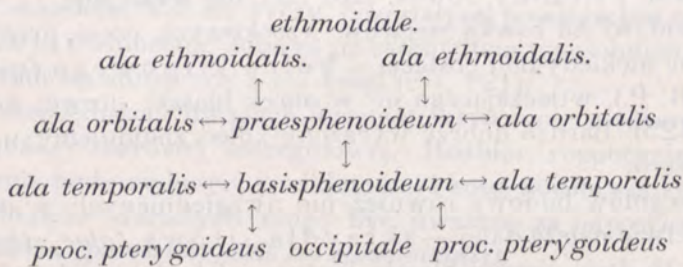 ethmoidale.
ala ethmoidalis. ala ethmoidalis.
↕ ↕
ala orbitalis ↔ praesphenoideum ↔ ala orbitalis
↕
ala temporalis ↔ basisphenoideum ↔ ala temporalis
↕ ↕
proc. pterygoideus occipitale proc. pterygoideus